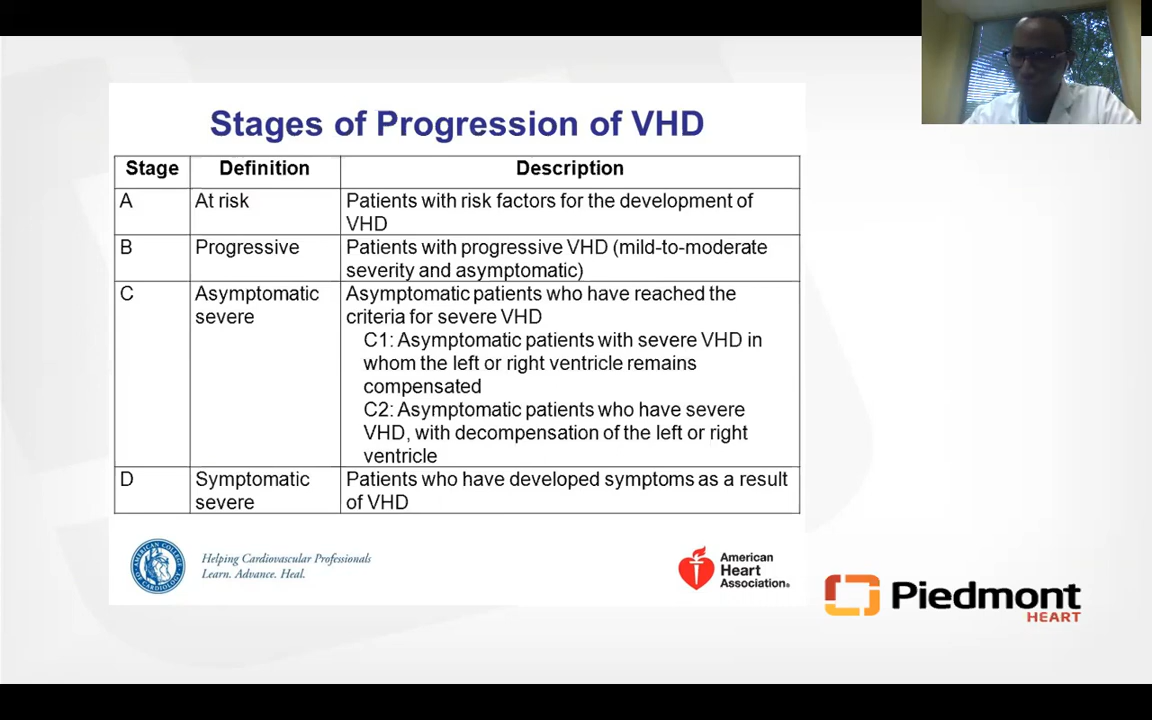 Stages of Progression of VHD
Stage Definition Description
A At risk Patients with risk factors for the development of
VHD
B Progressive Patients with progressive VHD (mild-to-moderate
severity and asymptomatic)
C Asymptomatic Asymptomatic patients who have reached the
severe criteria for severe VHD
C1: Asymptomatic patients with severe VHD in
whom the left or right ventricle remains
compensated
C2: Asymptomatic patients who have severe
VHD, with decompensation of the left or right
ventricle
D Symptomatic Patients who have developed symptoms as a result
severe of VHD
AMERICAN COLLEGE OF CARDIOLOGY
Helping Cardiovascular Professionals
Learn. Advance. Heal.
American
Heart
Association®
Piedmont
HEART